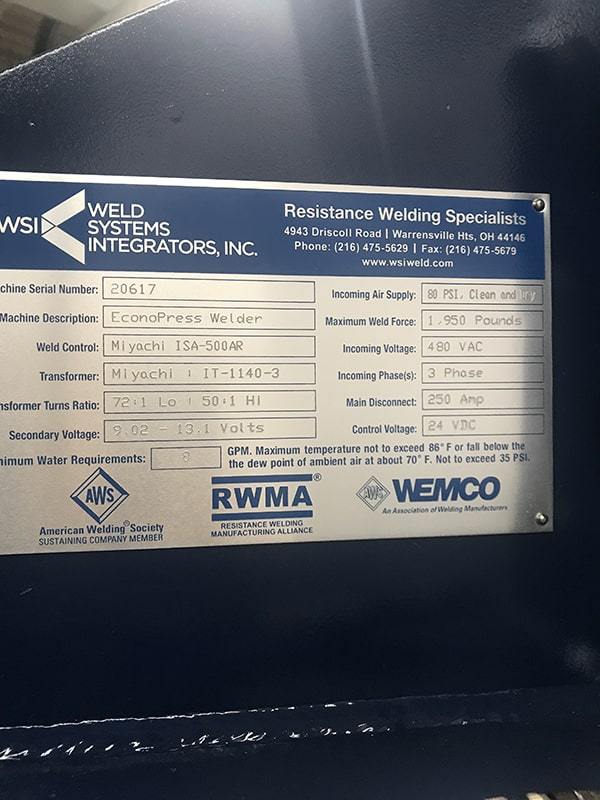 WSI WELD
SYSTEMS
INTEGRATORS, INC.
Resistance Welding Specialists
4943 Driscoll Road | Warrensville Hts, OH 44146
Phone: (216) 475-5629 | Fax: (216) 475-5679
www.wsiweld.com
chine Serial Number: 20617
Machine Description: EconoPress Welder
Weld Control: Miyachi ISA-500AR
Transformer: Miyachi : IT-1140-3
nsformer Turns Ratio: 72:1 Lo : 50:1 Hi
Secondary Voltage: 9.02 - 13.1 Volts
Incoming Air Supply: 80 PSI, Clean and Dry
Maximum Weld Force: 1,950 Pounds
Incoming Voltage: 480 VAC
Incoming Phase(s): 3 Phase
Main Disconnect: 250 Amp
Control Voltage: 24 VDC
nimum Water Requirements: 8 GPM. Maximum temperature not to exceed 86° F or fall below the
the dew point of ambient air at about 70° F. Not to exceed 35 PSI.
AWS
American Welding Society
SUSTAINING COMPANY MEMBER
RWMA®
RESISTANCE WELDING
MANUFACTURING ALLIANCE
AWS WEMCO
An Association of Welding Manufacturers